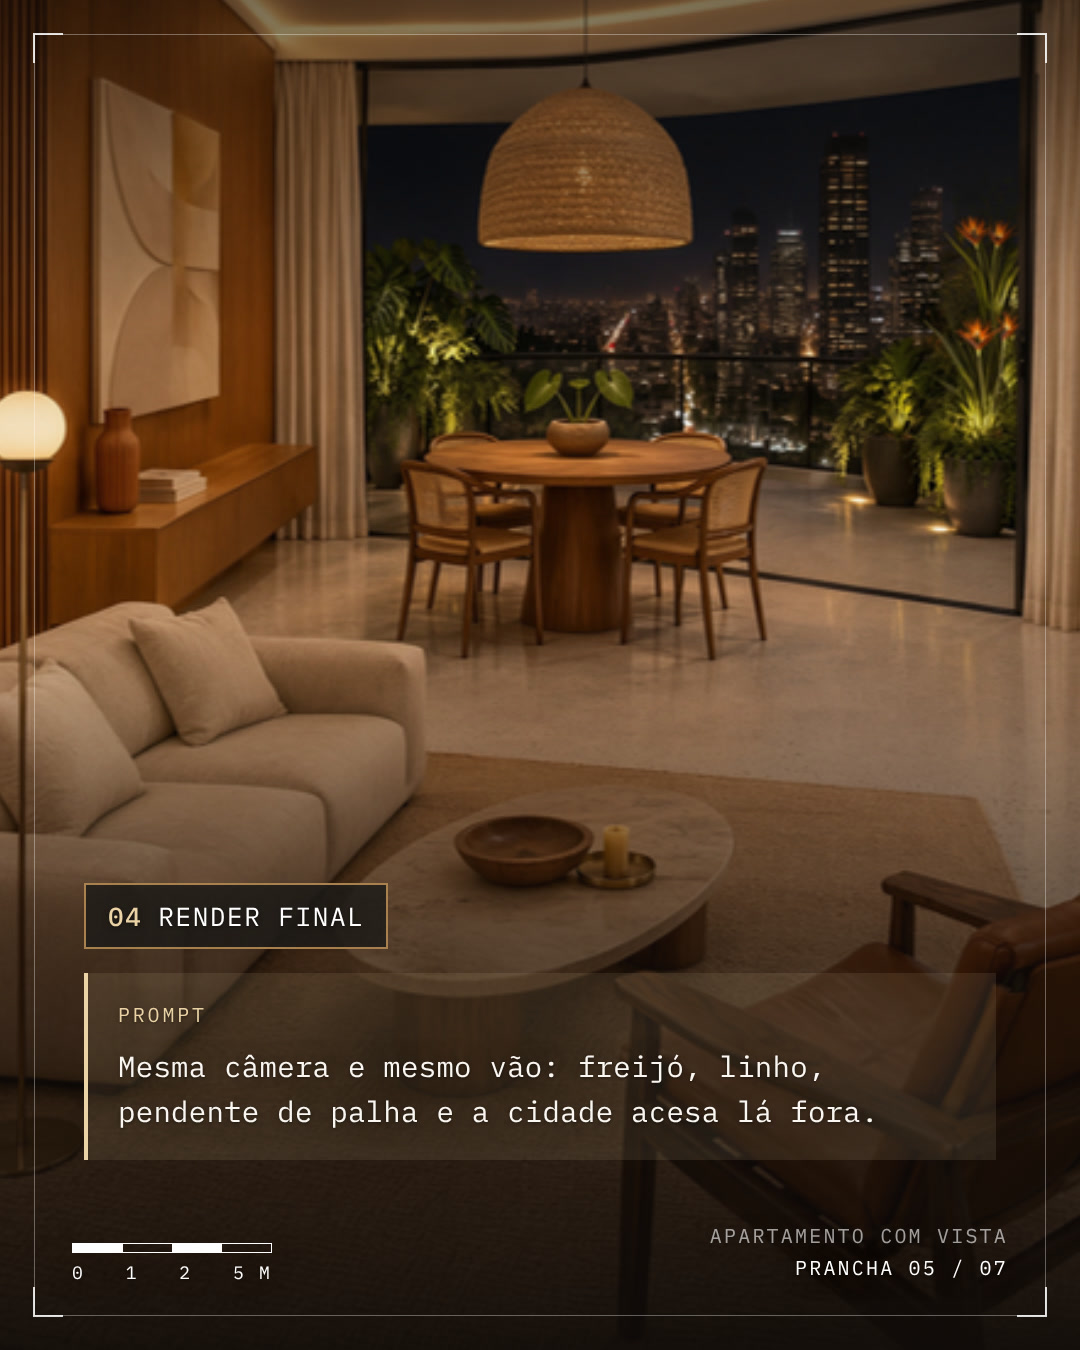 04 RENDER FINAL
PROMPT
Mesma câmera e mesmo vão: freijó, linho,
pendente de palha e a cidade acesa lá fora.
0 1 2 5 M
APARTAMENTO COM VISTA
PRANCHA 05 / 07